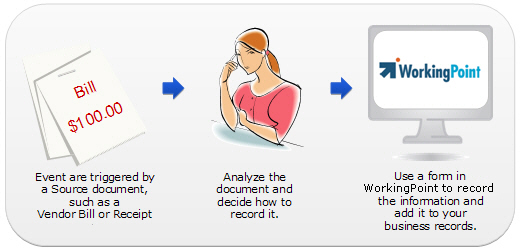 Bill
$100.00
WorkingPoint
Event are triggered by
a Source document,
such as a
Vendor Bill or Receipt
Analyze the
document and
decide how to
record it.
Use a form in
WorkingPoint to record
the information and
add it to your
business records.